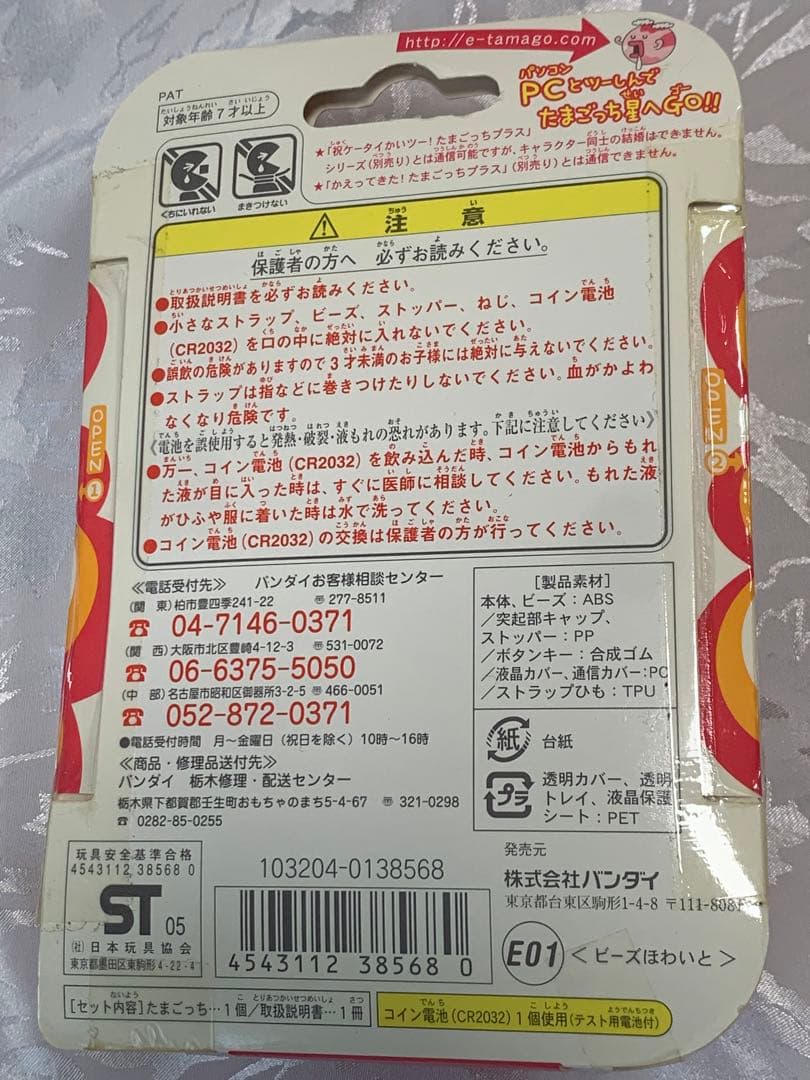 http://e-tamago.com
パソコン
PCとツーしんで
たまごっち星へGO!!
PAT
対象年齢7才以上
くちにいれない
まきつけない
★「祝ケータイかいツー!たまごっちプラス」
シリーズ(別売り)とは通信可能ですが、キャラクター同士の結婚はできません。
★「かえってきた!たまごっちプラス」(別売り)とは通信できません。
注意
保護者の方へ 必ずお読みください。
●取扱説明書を必ずお読みください。
●小さなストラップ、ビーズ、ストッパー、ねじ、コイン電池
(CR2032)を口の中に絶対に入れないでください。
●誤飲の危険がありますので3才未満のお子様には絶対に与えないでください。
●ストラップは指などに巻きつけたりしないでください。血がかよわ
なくなり危険です。
《電池を誤使用すると発熱・破裂・液もれの恐れがあります。下記に注意してください》
●万一、コイン電池(CR2032)を飲み込んだ時、コイン電池からもれ
た液が目に入った時は、すぐに医師に相談してください。もれた液
がひふや服に着いた時は水で洗ってください。
●コイン電池(CR2032)の交換は保護者の方が行ってください。
OPEN
1
OPEN
2
≪電話受付先≫ バンダイお客様相談センター
(関 東)柏市豊四季241-22 〒277-8511
☎ 04-7146-0371
(関 西)大阪市北区豊崎4-12-3 〒531-0072
☎ 06-6375-5050
(中 部)名古屋市昭和区御器所3-2-5 〒466-0051
☎ 052-872-0371
●電話受付時間 月～金曜日(祝日を除く)10時～16時
≪商品・修理品送付先≫
バンダイ 栃木修理・配送センター
栃木県下都賀郡壬生町おもちゃのまち5-4-67 〒321-0298
☎ 0282-85-0255
[製品素材]
本体、ビーズ:ABS
/突起部キャップ、
ストッパー:PP
/ボタンキー:合成ゴム
/液晶カバー、通信カバー:PC
/ストラップひも:TPU
紙 台紙
プラ 透明カバー、透明
トレイ、液晶保護
シート:PET
玩具安全基準合格
4543112 38568 0
ST 05
(社)日本玩具協会
東京都墨田区東駒形4-22-4
103204-0138568
4543112 385680
発売元
株式会社バンダイ
東京都台東区駒形1-4-8 〒111-8081
E01 <ビーズほわいと>
[セット内容]たまごっち…1個/取扱説明書…1冊
コイン電池(CR2032)1個使用(テスト用電池付)